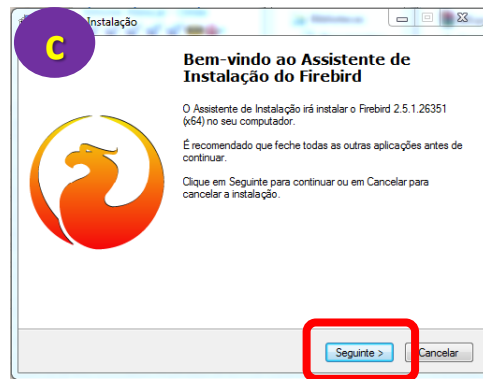 C
Instalação
Bem-vindo ao Assistente de
Instalação do Firebird
O Assistente de Instalação irá instalar o Firebird 2.5.1.26351
(x64) no seu computador.
É recomendado que feche todas as outras aplicações antes de
continuar.
Clique em Seguinte para continuar ou em Cancelar para
cancelar a instalação.
Seguinte >
Cancelar